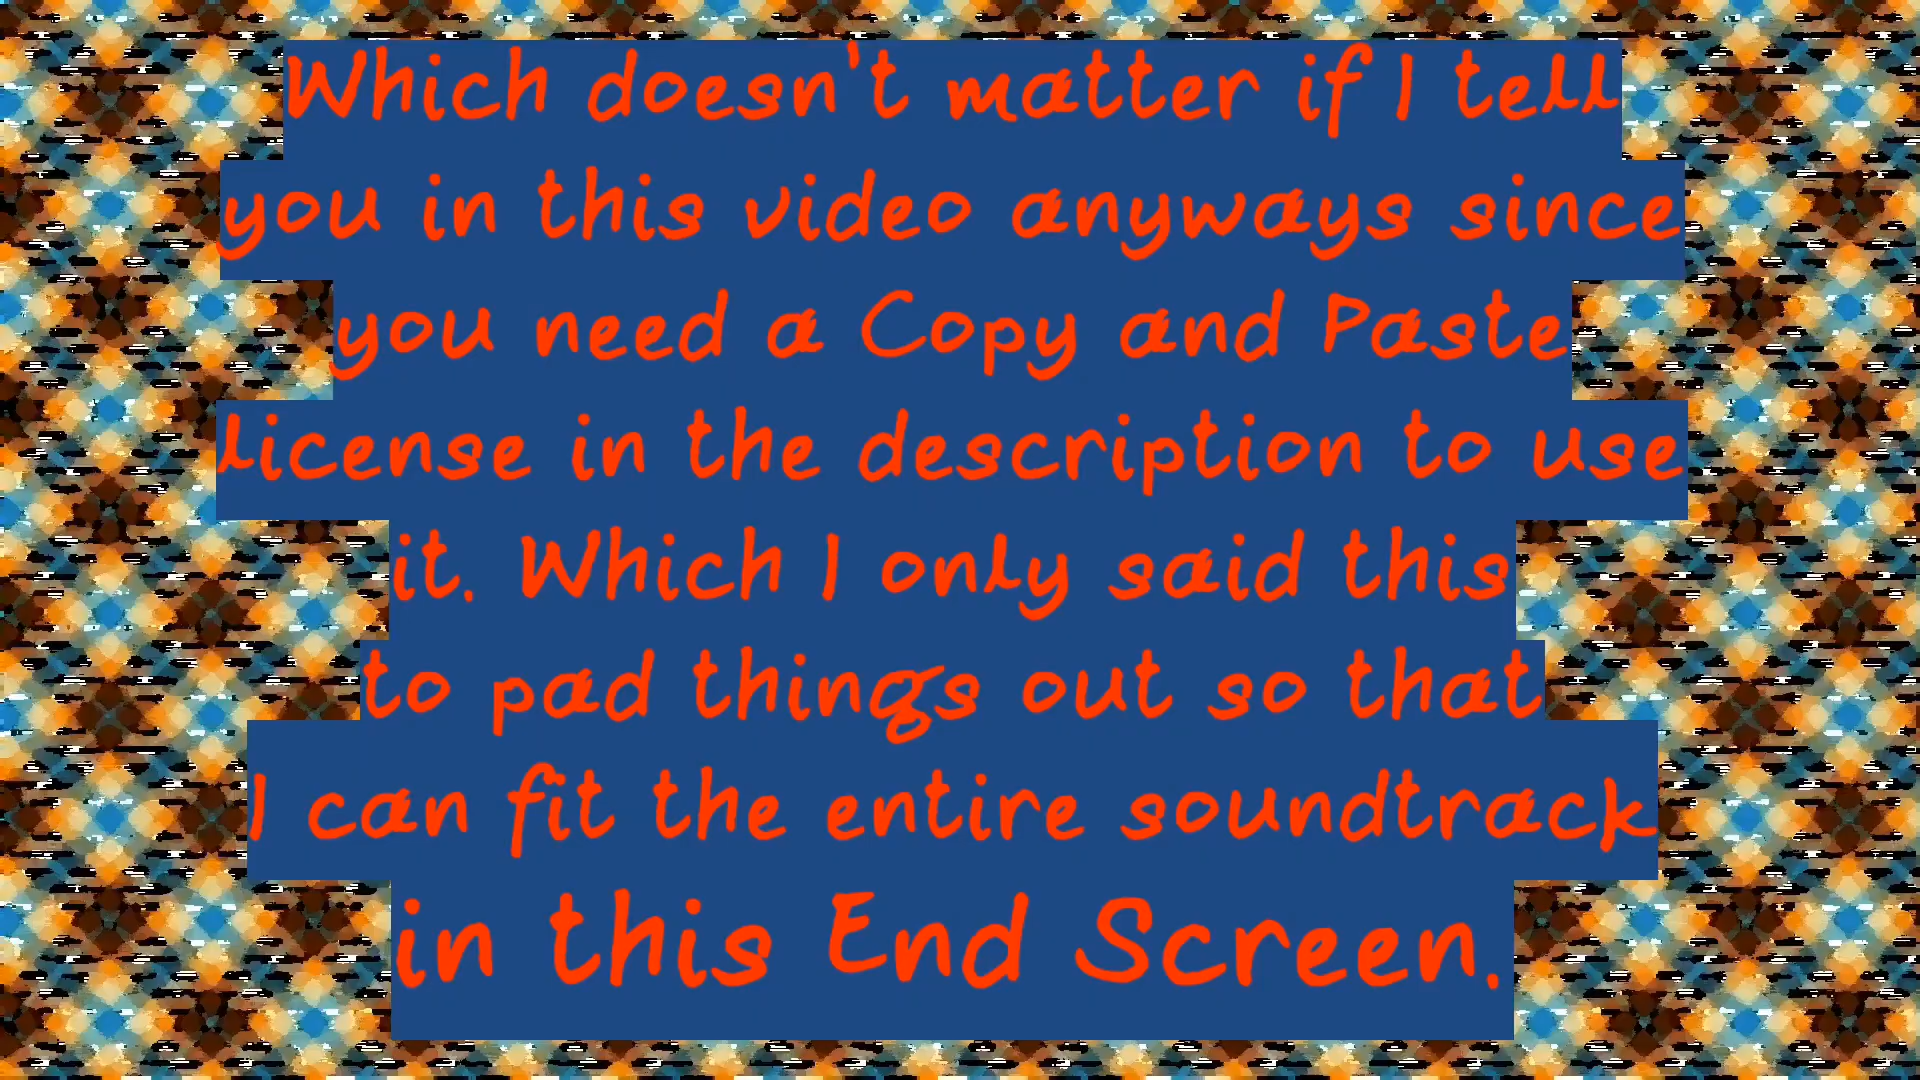 Which doesn't matter if I tell
you in this video anyways since
you need a Copy and Paste
license in the description to use
it. Which I only said this
to pad things out so that
I can fit the entire soundtrack
in this End Screen.